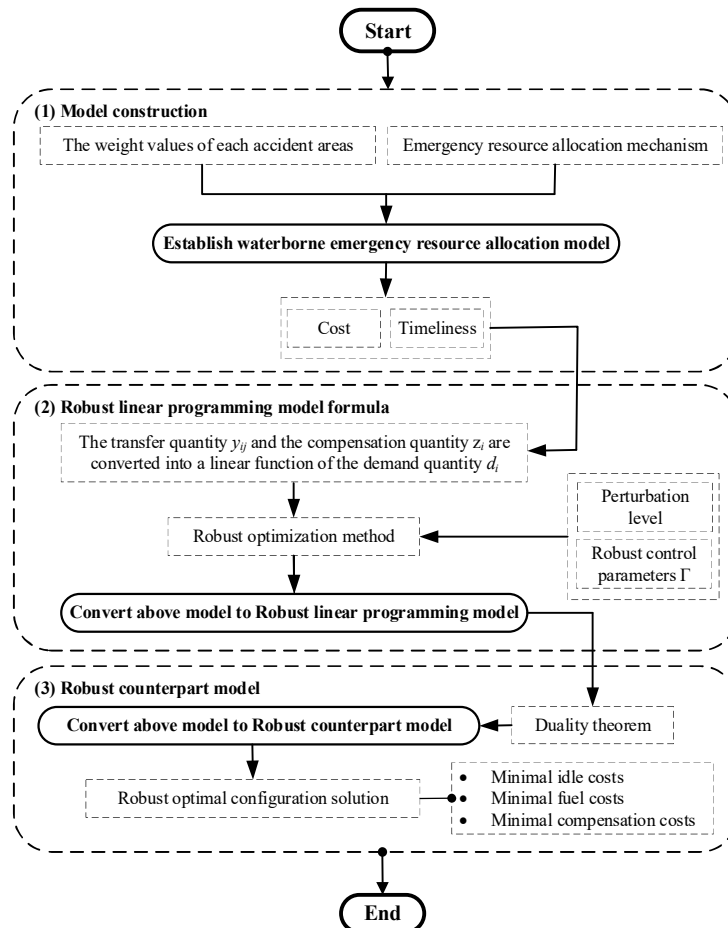 Start
(1) Model construction
The weight values of each accident areas
Emergency resource allocation mechanism
Establish waterborne emergency resource allocation model
Cost
Timeliness
(2) Robust linear programming model formula
The transfer quantity yij and the compensation quantity zi are
converted into a linear function of the demand quantity di
Perturbation
level
Robust optimization method
Robust control
parameters Γ
Convert above model to Robust linear programming model
(3) Robust counterpart model
Convert above model to Robust counterpart model
Duality theorem
Robust optimal configuration solution
• Minimal idle costs
• Minimal fuel costs
• Minimal compensation costs
End